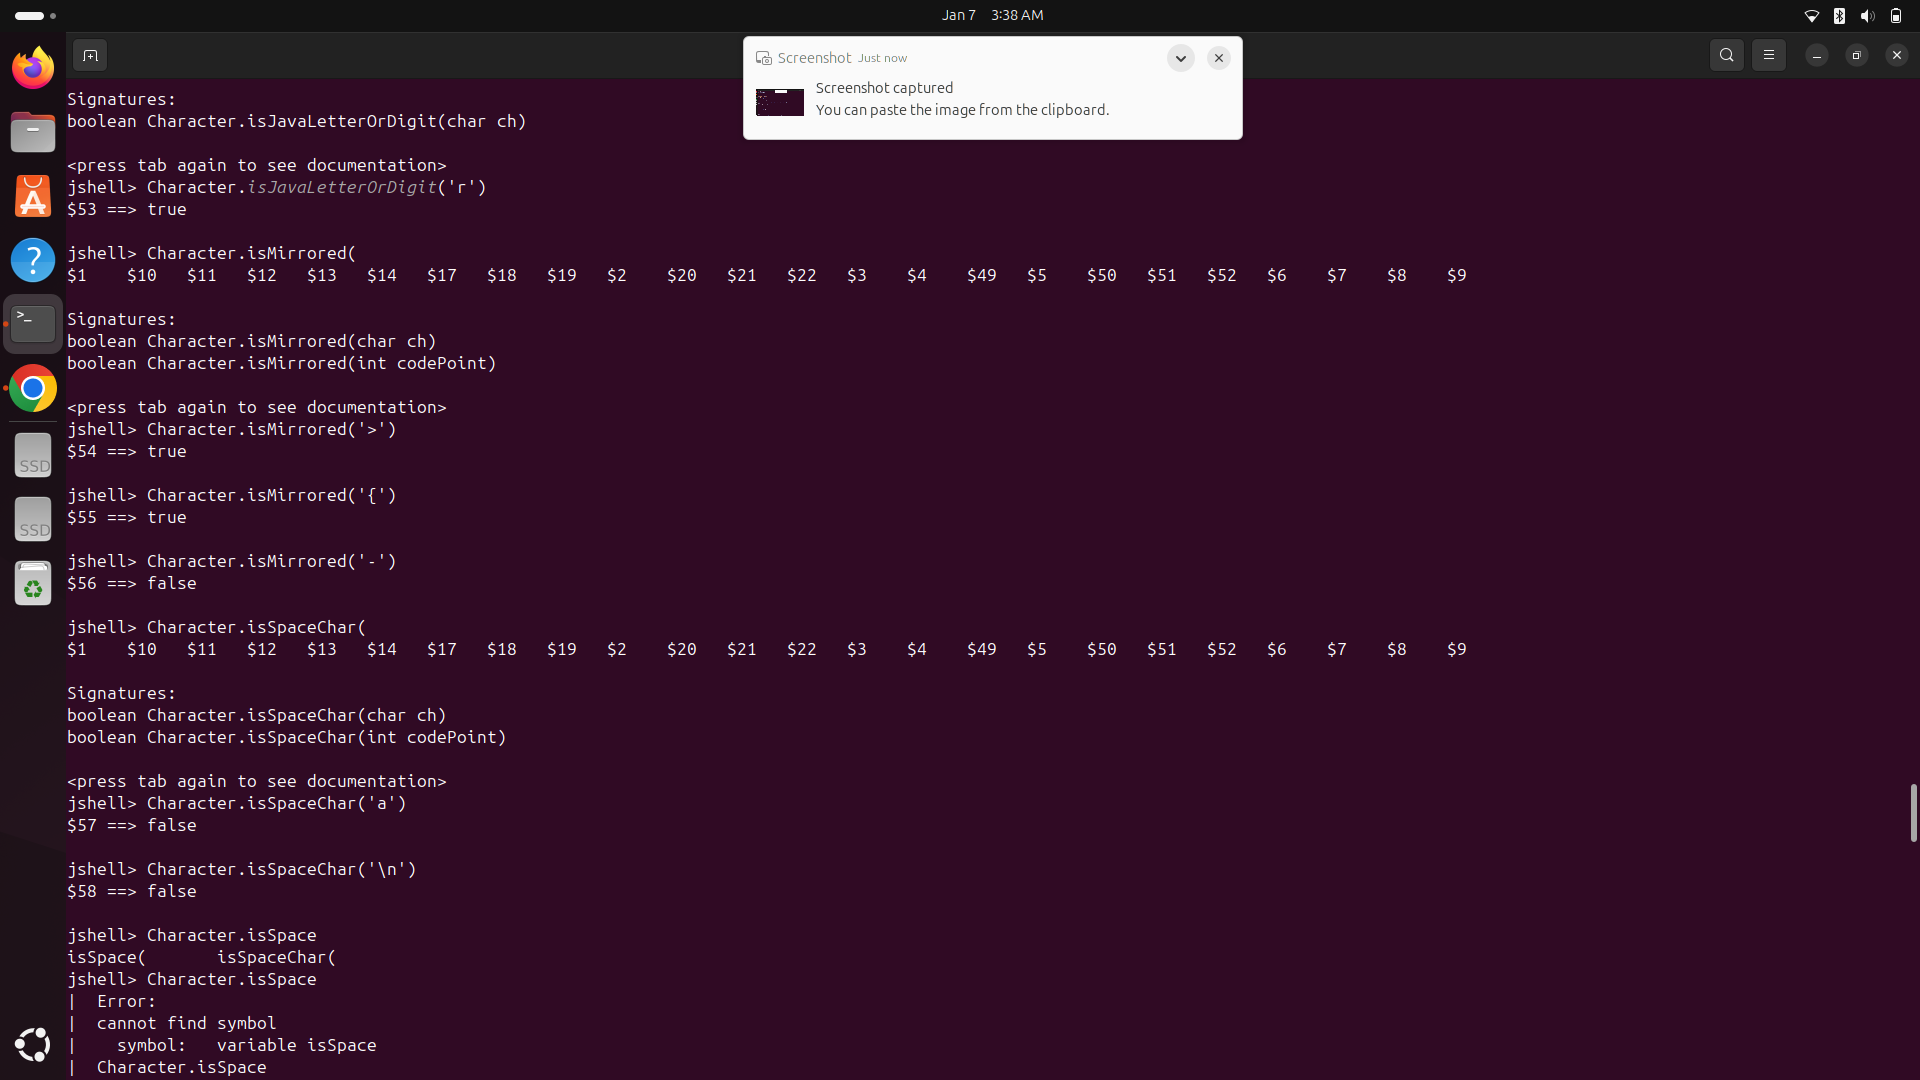 Jan 7 3:38 AM
Screenshot Just now
Screenshot captured
You can paste the image from the clipboard.
Signatures:
boolean Character.isJavaLetterOrDigit(char ch)
<press tab again to see documentation>
jshell> Character.isJavaLetterOrDigit('r')
$53 ==> true
jshell> Character.isMirrored(
$1 $10 $11 $12 $13 $14 $17 $18 $19 $2 $20 $21 $22 $3 $4 $49 $5 $50 $51 $52 $6 $7 $8 $9
Signatures:
boolean Character.isMirrored(char ch)
boolean Character.isMirrored(int codePoint)
<press tab again to see documentation>
jshell> Character.isMirrored('>')
$54 ==> true
jshell> Character.isMirrored('{')
$55 ==> true
jshell> Character.isMirrored('-')
$56 ==> false
jshell> Character.isSpaceChar(
$1 $10 $11 $12 $13 $14 $17 $18 $19 $2 $20 $21 $22 $3 $4 $49 $5 $50 $51 $52 $6 $7 $8 $9
Signatures:
boolean Character.isSpaceChar(char ch)
boolean Character.isSpaceChar(int codePoint)
<press tab again to see documentation>
jshell> Character.isSpaceChar('a')
$57 ==> false
jshell> Character.isSpaceChar('\n')
$58 ==> false
jshell> Character.isSpace
isSpace( isSpaceChar(
jshell> Character.isSpace
| Error:
| cannot find symbol
| symbol: variable isSpace
| Character.isSpace
>_
?
A
SSD
SSD